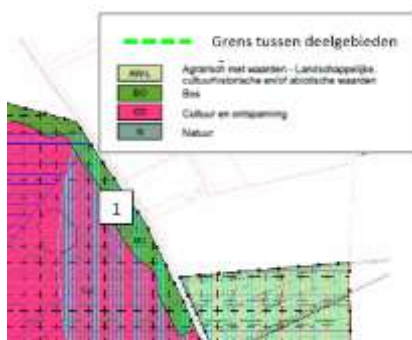 Grens tussen deelgebieden
AW-L Agrarisch met waarden - Landschappelijke,
cultuurhistorische en/of abiotische waarden
BO Bos
CO Cultuur en ontspanning
N Natuur
1